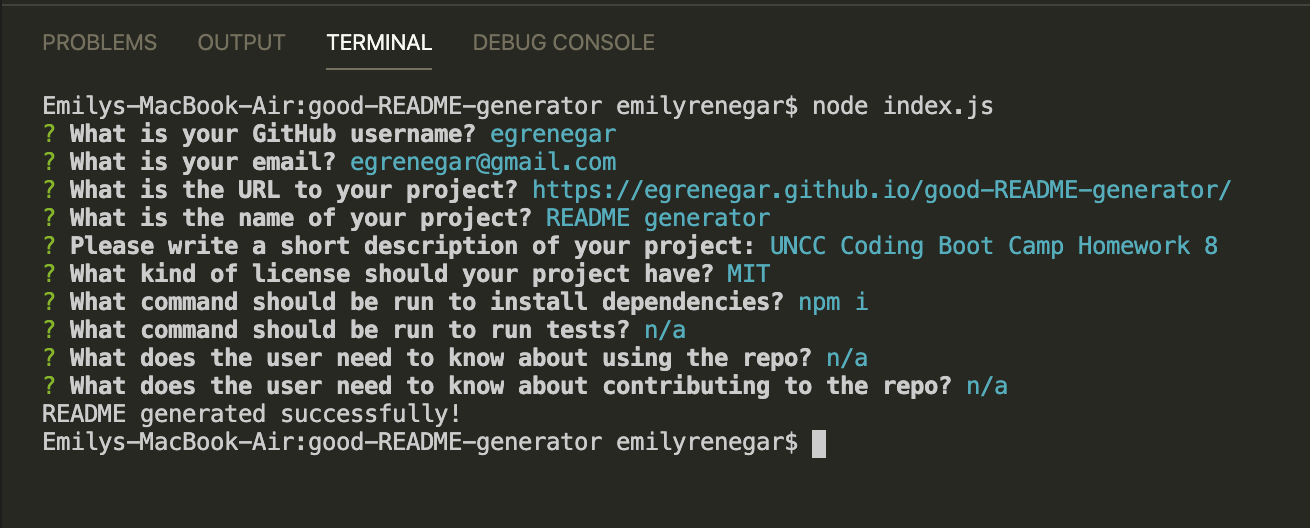 PROBLEMS OUTPUT TERMINAL DEBUG CONSOLE
Emilys-MacBook-Air:good-README-generator emilyrenegar$ node index.js
? What is your GitHub username? egrenegar
? What is your email? egrenegar@gmail.com
? What is the URL to your project? https://egrenegar.github.io/good-README-generator/
? What is the name of your project? README generator
? Please write a short description of your project: UNCC Coding Boot Camp Homework 8
? What kind of license should your project have? MIT
? What command should be run to install dependencies? npm i
? What command should be run to run tests? n/a
? What does the user need to know about using the repo? n/a
? What does the user need to know about contributing to the repo? n/a
README generated successfully!
Emilys-MacBook-Air:good-README-generator emilyrenegar$